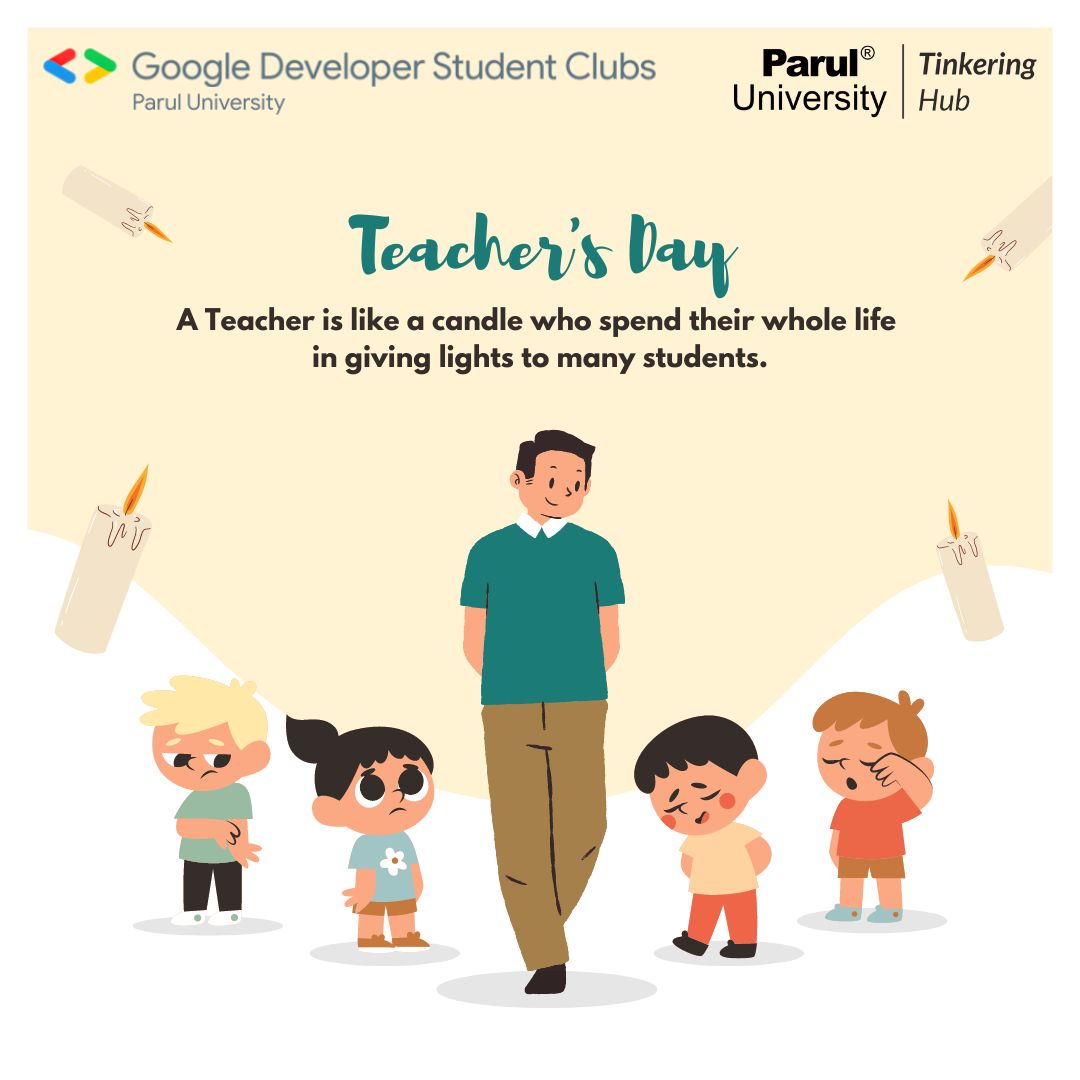 Google Developer Student Clubs
Parul University
Parul®
University
Tinkering
Hub
Teacher's Day
A Teacher is like a candle who spend their whole life
in giving lights to many students.